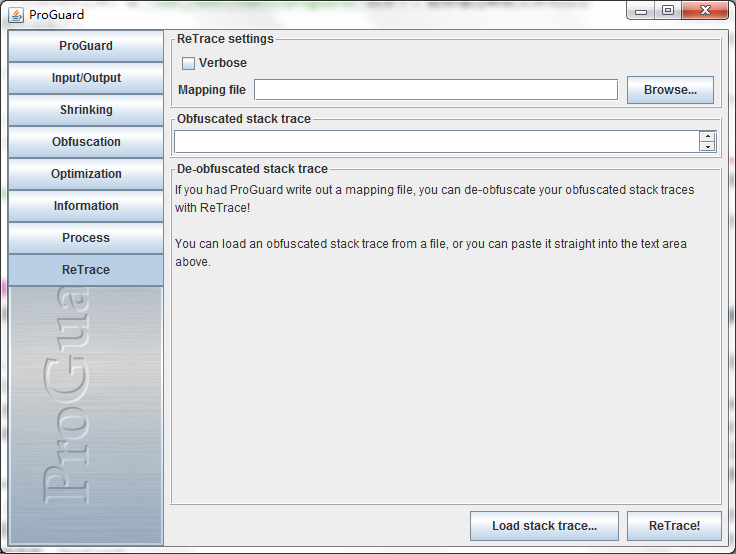 ProGuard
ProGuard
Input/Output
Shrinking
Obfuscation
Optimization
Information
Process
ReTrace
ProGua
ReTrace settings
Verbose
Mapping file
Browse...
Obfuscated stack trace
De-obfuscated stack trace
If you had ProGuard write out a mapping file, you can de-obfuscate your obfuscated stack traces
with ReTrace!
You can load an obfuscated stack trace from a file, or you can paste it straight into the text area
above.
Load stack trace...
ReTrace!